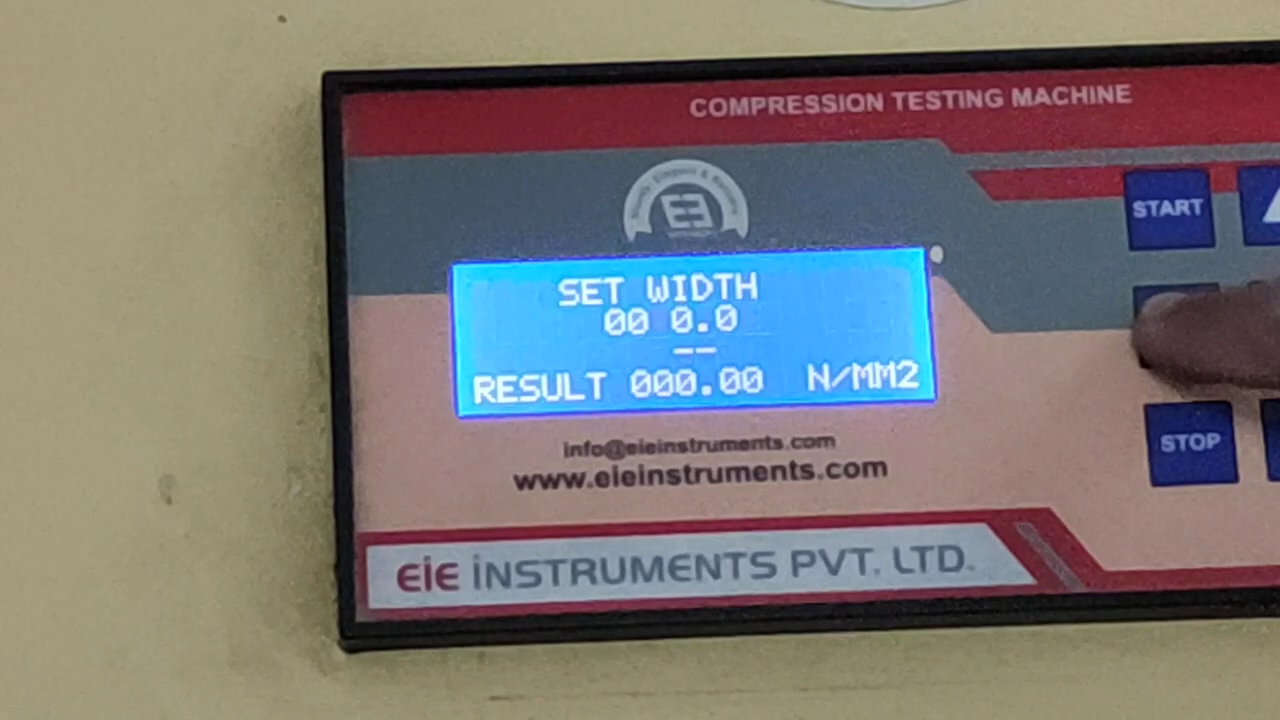 COMPRESSION TESTING MACHINE
START
SET WIDTH
00 0.0
RESULT 000.00 N/MM2
STOP
info@eieinstruments.com
www.eieinstruments.com
EiE iNSTRUMENTS PVT. LTD.